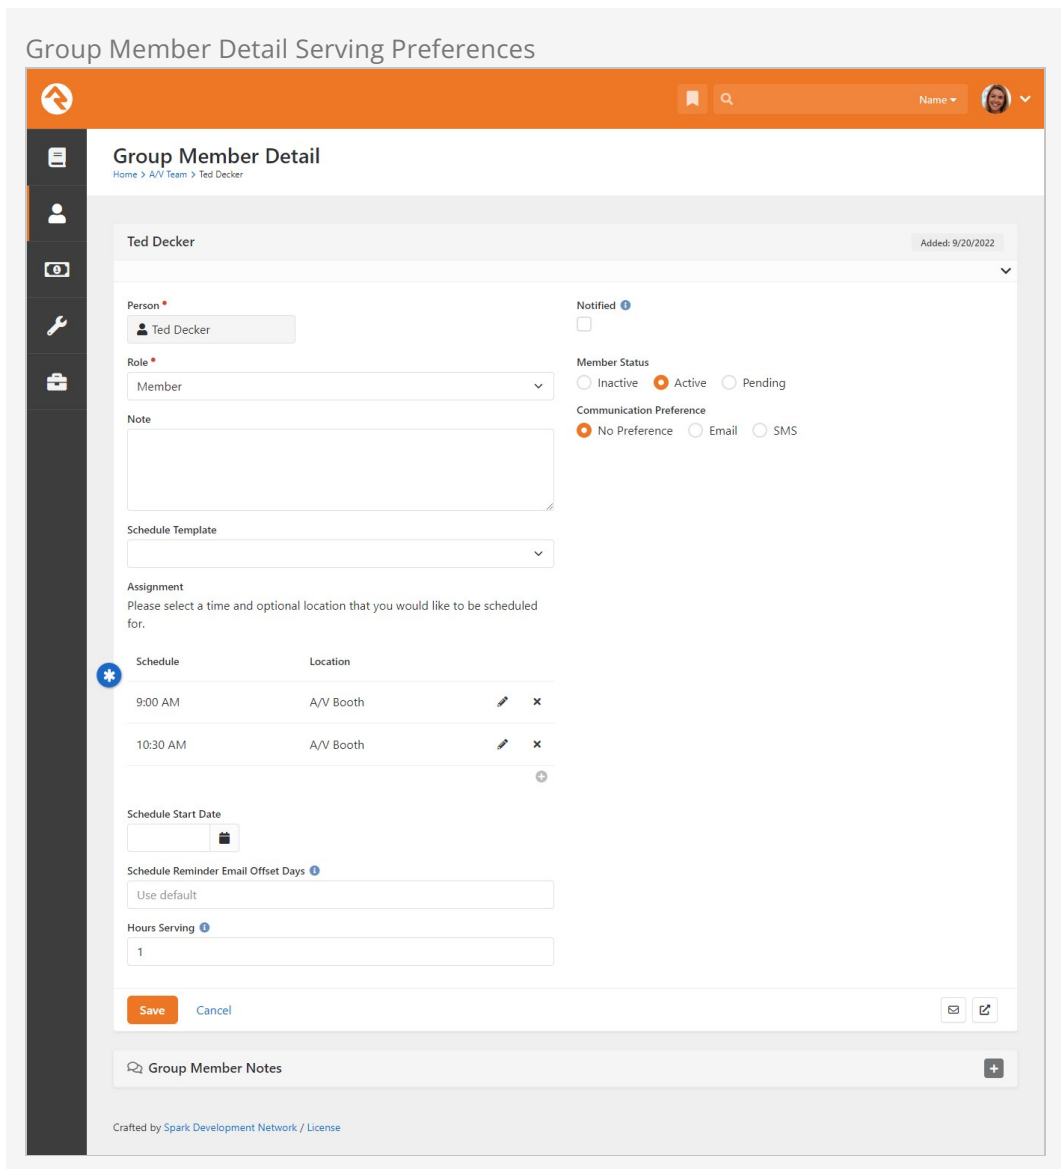 Group Member Detail Serving Preferences
Name
Group Member Detail
Home > A/V Team > Ted Decker
Ted Decker
Added: 9/20/2022
Person
Ted Decker
Notified
Role
Member
Member Status
Inactive Active Pending
Note
Communication Preference
No Preference Email SMS
Schedule Template
Assignment
Please select a time and optional location that you would like to be scheduled
for.
Schedule Location
9:00 AM A/V Booth
10:30 AM A/V Booth
Schedule Start Date
Schedule Reminder Email Offset Days
Use default
Hours Serving
1
Save Cancel
Group Member Notes
Crafted by Spark Development Network / License